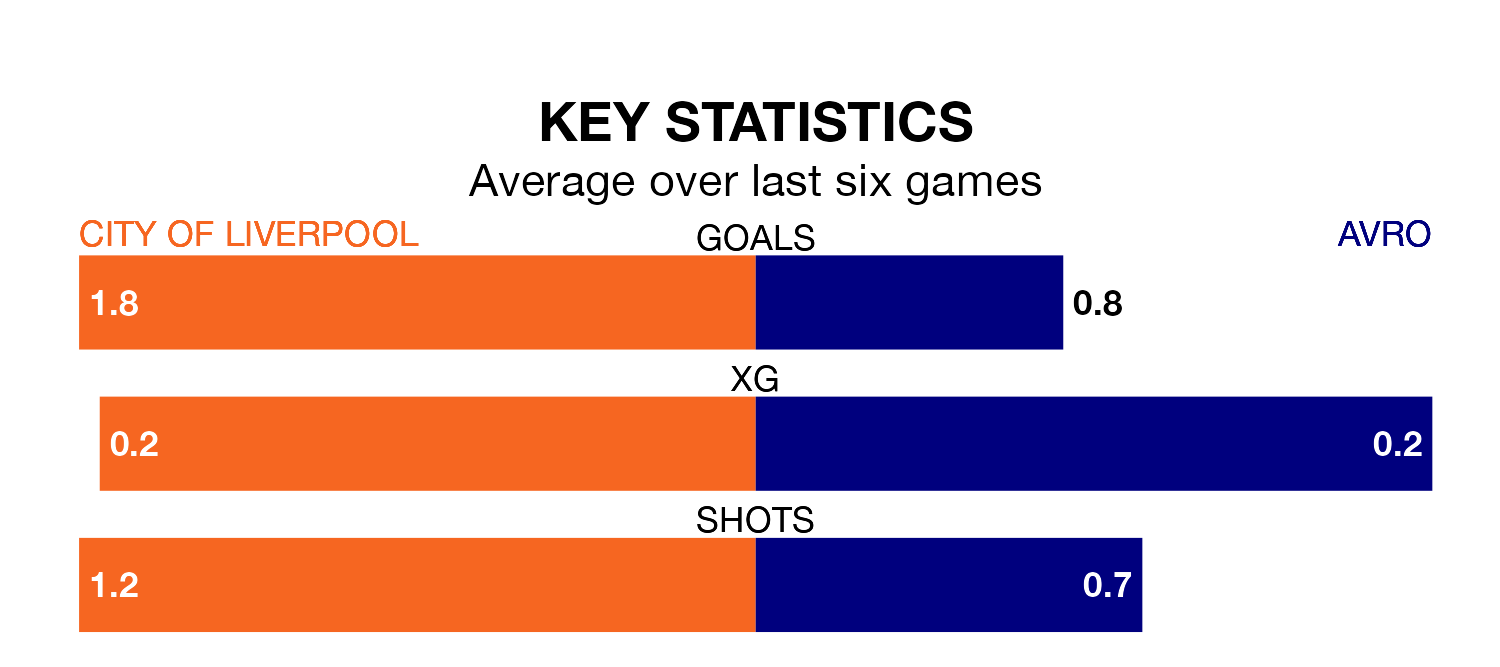 KEY STATISTICS
Average over last six games
CITY OF LIVERPOOL
GOALS
AVRO
1.8
0.8
XG
0.2
0.2
SHOTS
1.2
0.7